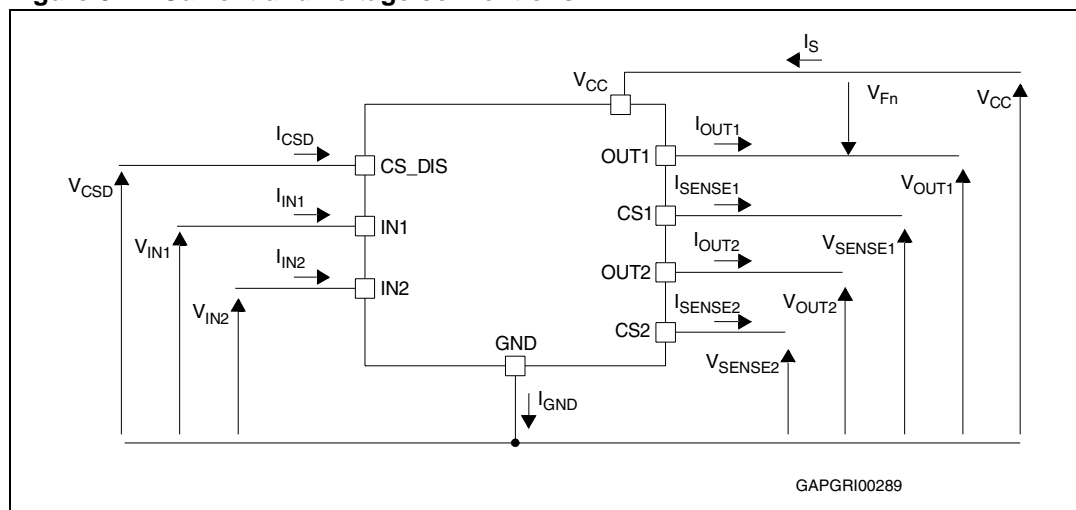 Figure Current and voltage conventions
I_S
V_CC
V_Fn
V_CC
I_CSD
I_OUT1
CS_DIS
OUT1
V_CSD
V_OUT1
I_IN1
I_SENSE1
IN1
CS1
V_IN1
V_SENSE1
I_IN2
I_OUT2
IN2
OUT2
V_IN2
V_OUT2
I_SENSE2
CS2
GND
V_SENSE2
I_GND
GAPGRI00289